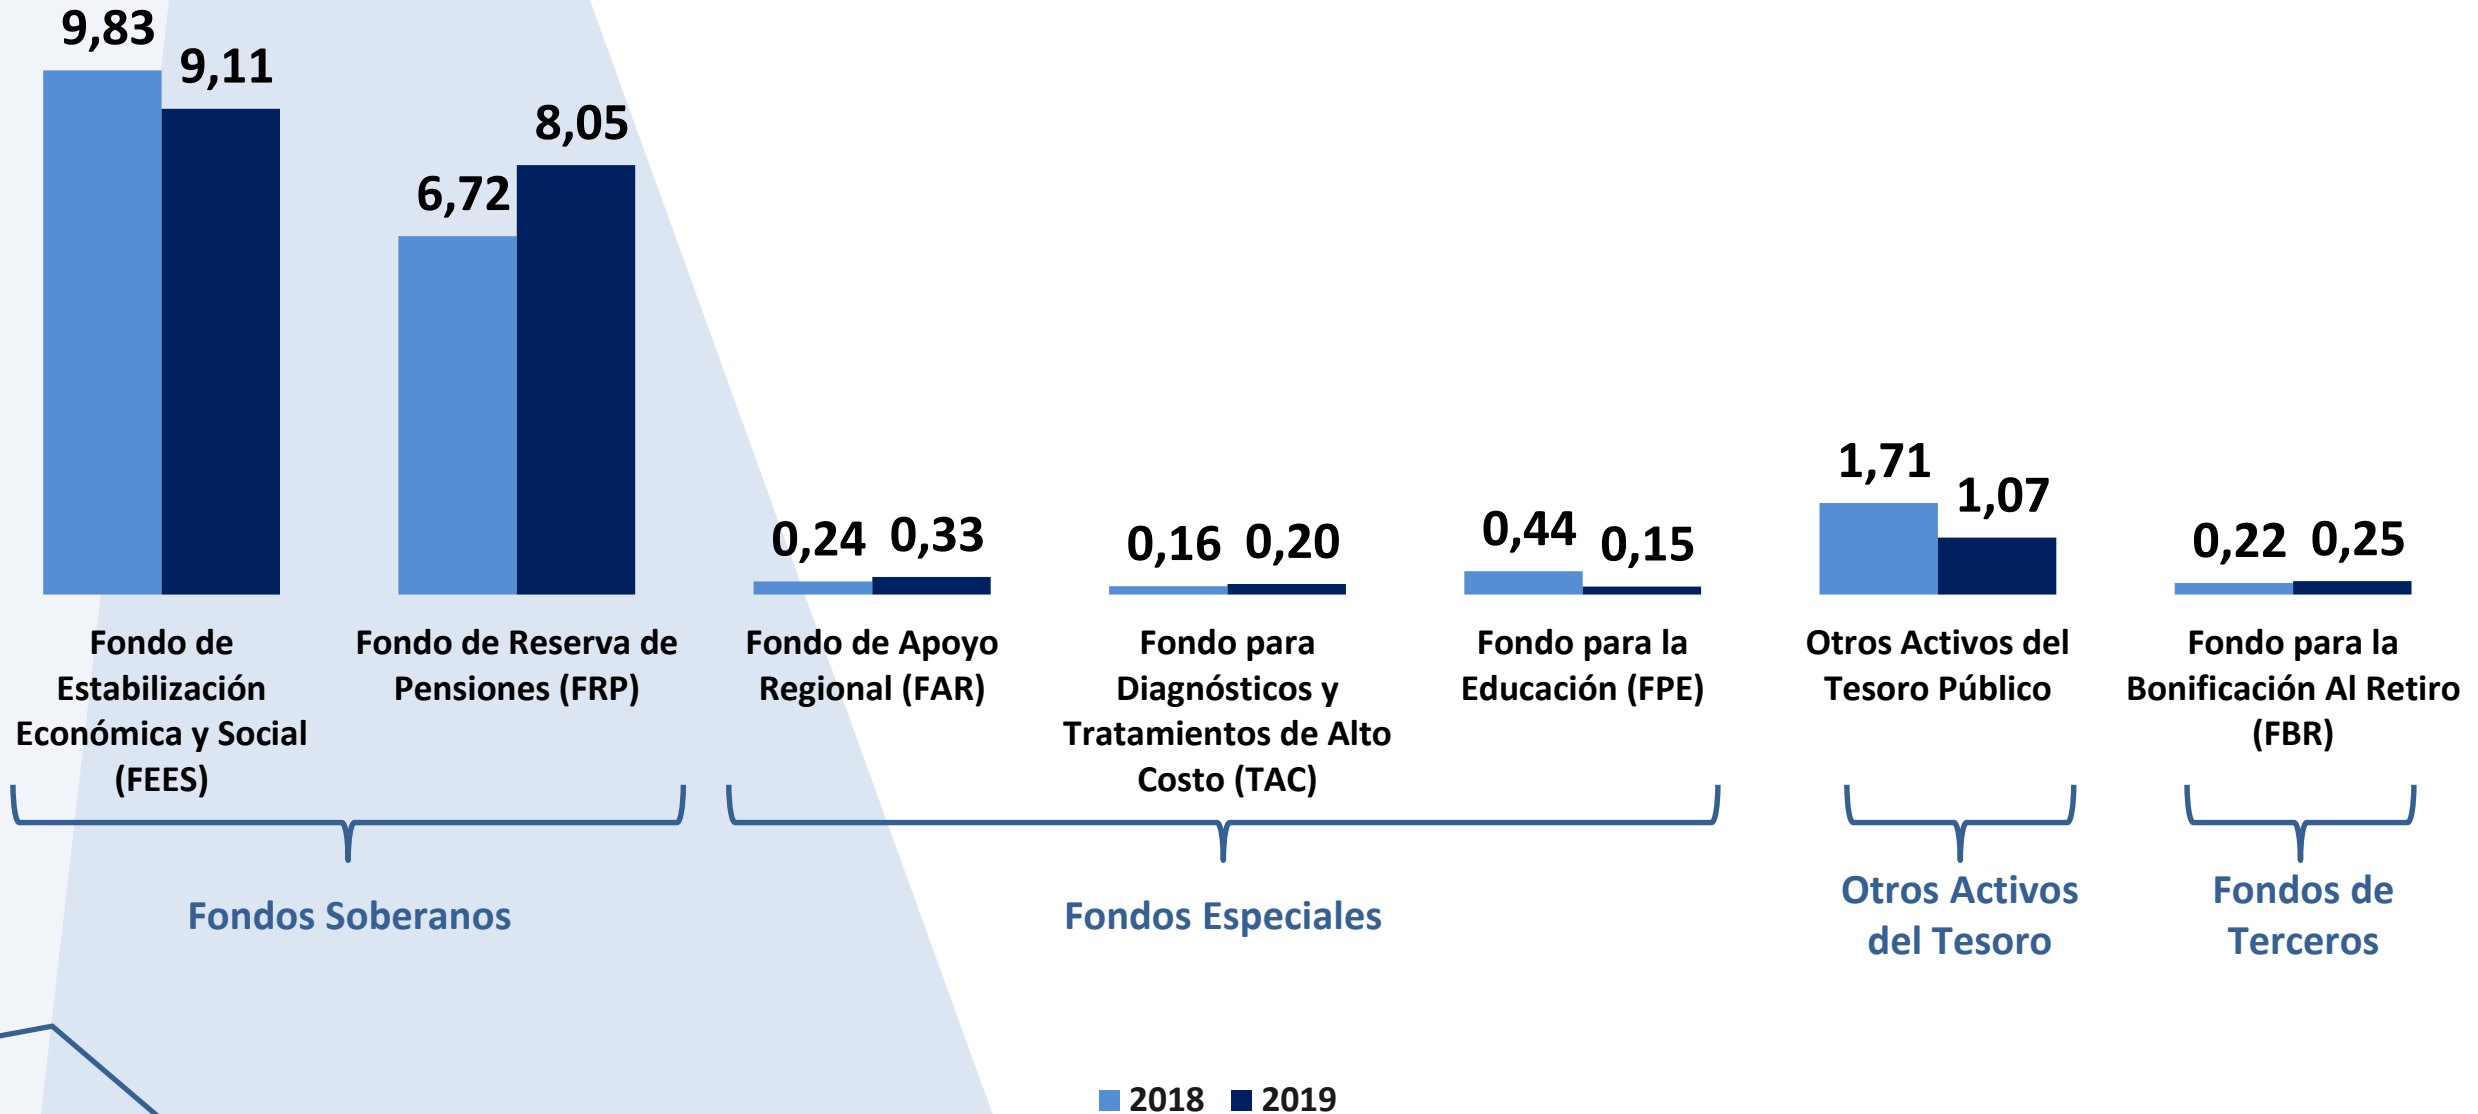 9,83
9,11
6,72
8,05
0,24
0,33
0,16
0,20
0,44
0,15
1,71
1,07
0,22
0,25
Fondo de
Estabilización
Económica y Social
(FEES)
Fondo de Reserva de
Pensiones (FRP)
Fondo de Apoyo
Regional (FAR)
Fondo para
Diagnósticos y
Tratamientos de Alto
Costo (TAC)
Fondo para la
Educación (FPE)
Otros Activos del
Tesoro Público
Fondo para la
Bonificación Al Retiro
(FBR)
Fondos Soberanos
Fondos Especiales
Otros Activos
del Tesoro
Fondos de
Terceros
2018
2019